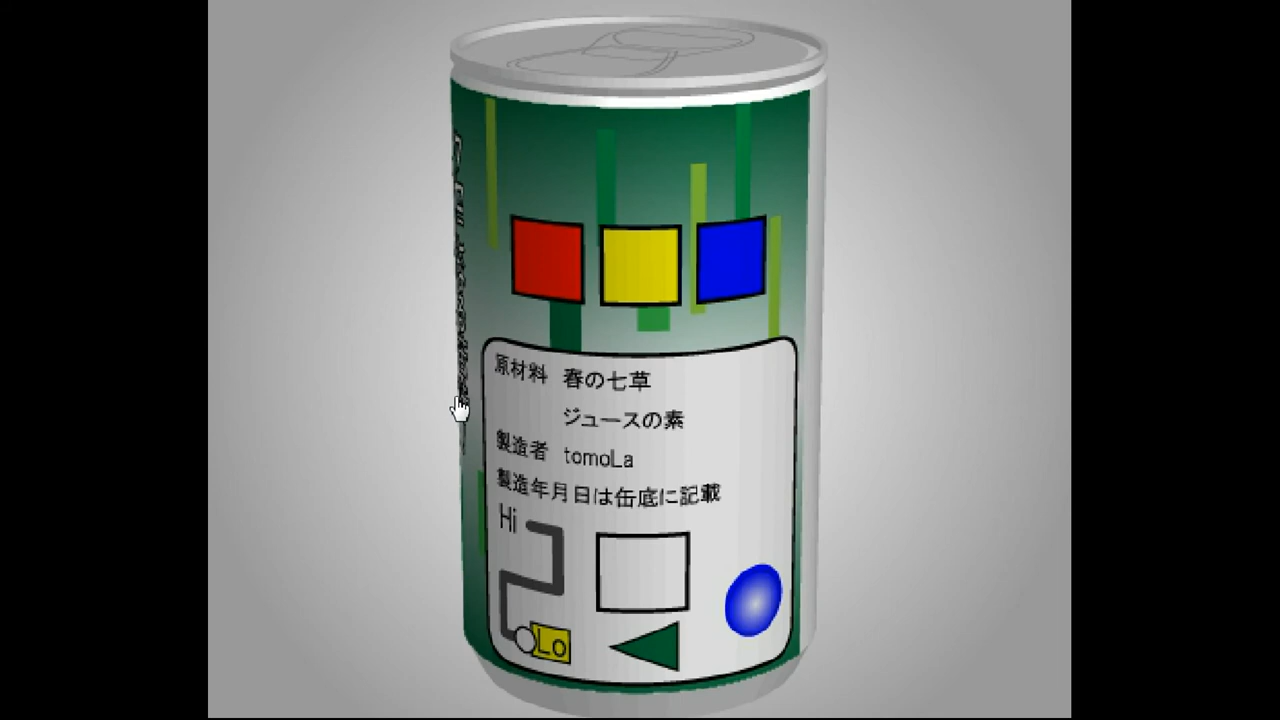 原材料 春の七草
ジュースの素
製造者 tomoLa
製造年月日は缶底に記載
Hi
Lo